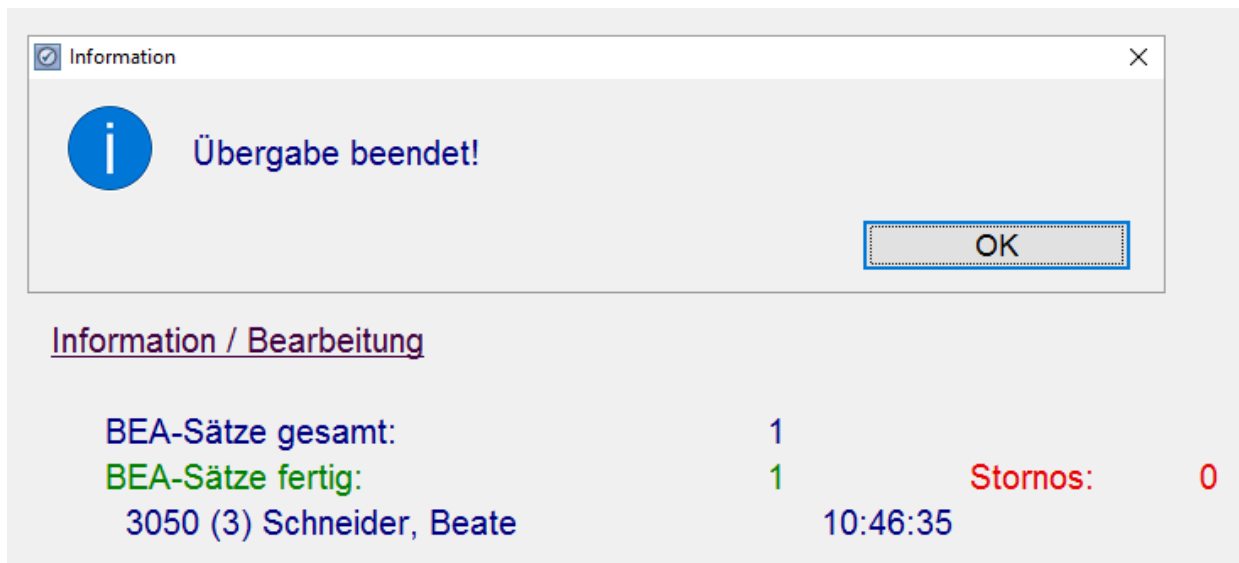 Information
Übergabe beendet!
OK
Information / Bearbeitung
BEA-Sätze gesamt: 1
BEA-Sätze fertig: 1 Stornos: 0
3050 (3) Schneider, Beate 10:46:35